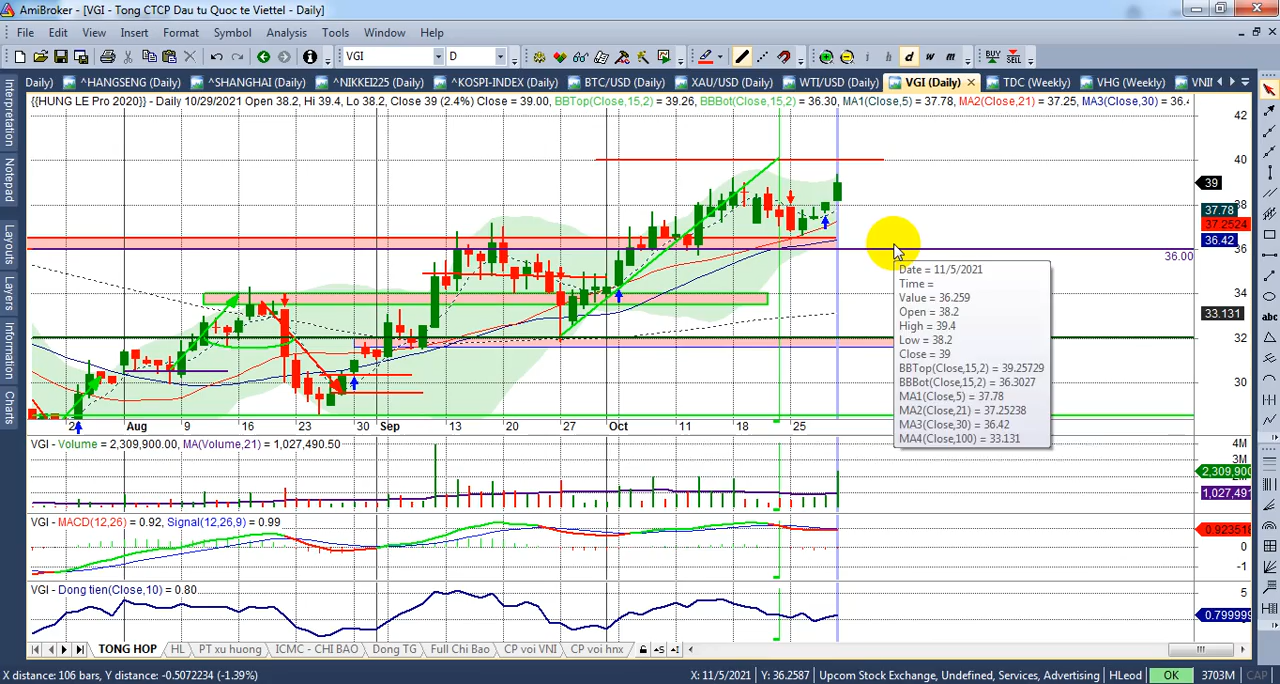 AmiBroker - [VGI - Tong CTCP Dau tu Quoc te Viettel - Daily]
File Edit View Insert Format Symbol Analysis Tools Window Help
VGI D BUY SELL
i h d w m
Daily) ^HANGSENG (Daily) ^SHANGHAI (Daily) ^NIKKEI225 (Daily) ^KOSPI-INDEX (Daily) BTC/USD (Daily) XAU/USD (Daily) WTI/USD (Daily) VGI (Daily) TDC (Weekly) VHG (Weekly) VNI
{{HUNG LE Pro 2020}} - Daily 10/29/2021 Open 38.2, Hi 39.4, Lo 38.2, Close 39 (2.4%) Close = 39.00, BBTop(Close,15,2) = 39.26, BBBot(Close,15,2) = 36.30, MA1(Close,5) = 37.78, MA2(Close,21) = 37.25, MA3(Close,30) = 36.4
Interpretation
Notepad
Layouts
Layers
Information
Charts
42
40
39
38
37.78
37.2524
36.42
36
36.00
34
33.131
32
30
Date = 11/5/2021
Time =
Value = 36.259
Open = 38.2
High = 39.4
Low = 38.2
Close = 39
BBTop(Close,15,2) = 39.25729
BBBot(Close,15,2) = 36.3027
MA1(Close,5) = 37.78
MA2(Close,21) = 37.25238
MA3(Close,30) = 36.42
MA4(Close,100) = 33.131
Aug 9 16 23 30 Sep 13 20 27 Oct 11 18 25
VGI - Volume = 2,309,900.00, MA(Volume,21) = 1,027,490.50
4M
3M
2,309,900
1,027,491
VGI - MACD(12,26) = 0.92, Signal(12,26,9) = 0.99
0.923518
0
-1
VGI - Dong tien(Close,10) = 0.80
5
0.799999
TONG HOP HL PT xu huong ICMC - CHI BAO Dong TG Full Chi Bao CP voi VNI CP voi hnx
X distance: 106 bars, Y distance: -0.5072234 (-1.39%) X: 11/5/2021 Y: 36.2587 Upcom Stock Exchange, Undefined, Services, Advertising HLeod OK 3703M CAP
abc